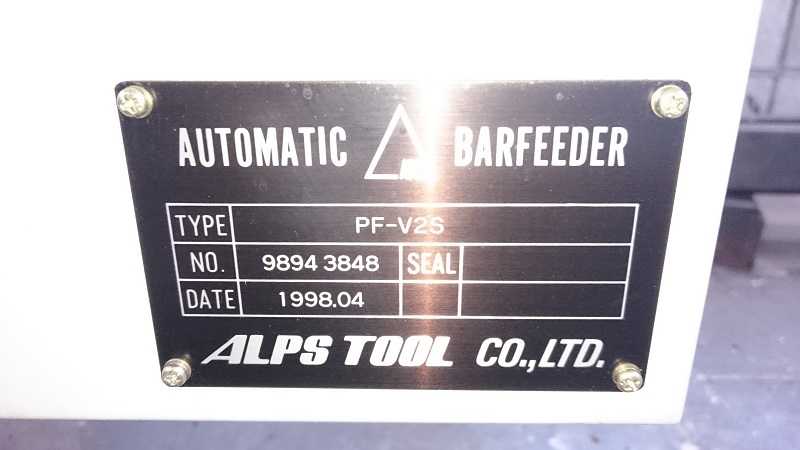 AUTOMATIC BARFEEDER
TYPE PF-V2S
NO. 9894 3848 SEAL
DATE 1998.04
ALPS TOOL CO.,LTD.